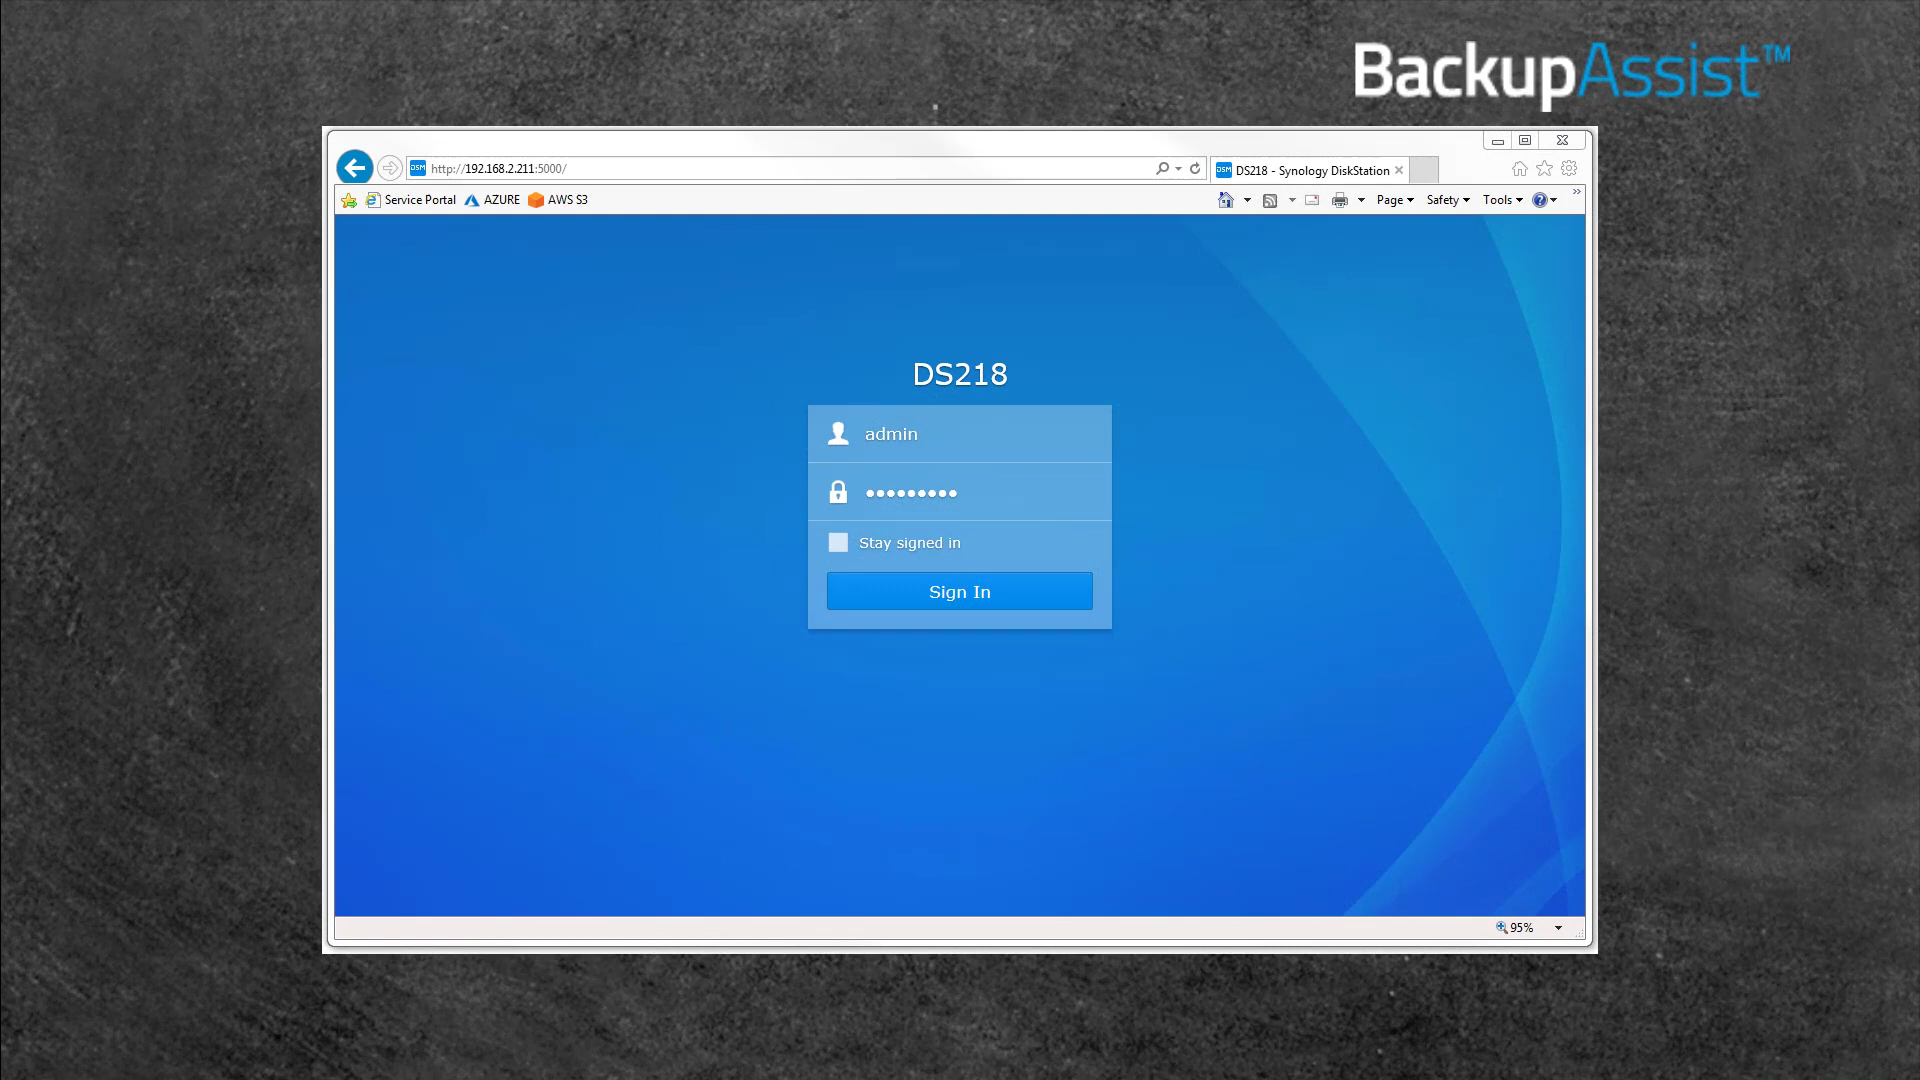 BackupAssist™
http://192.168.2.211:5000/
DSM DS218 - Synology DiskStation
Service Portal AZURE AWS S3
Page Safety Tools
DS218
admin
•••••••••
Stay signed in
Sign In
95%